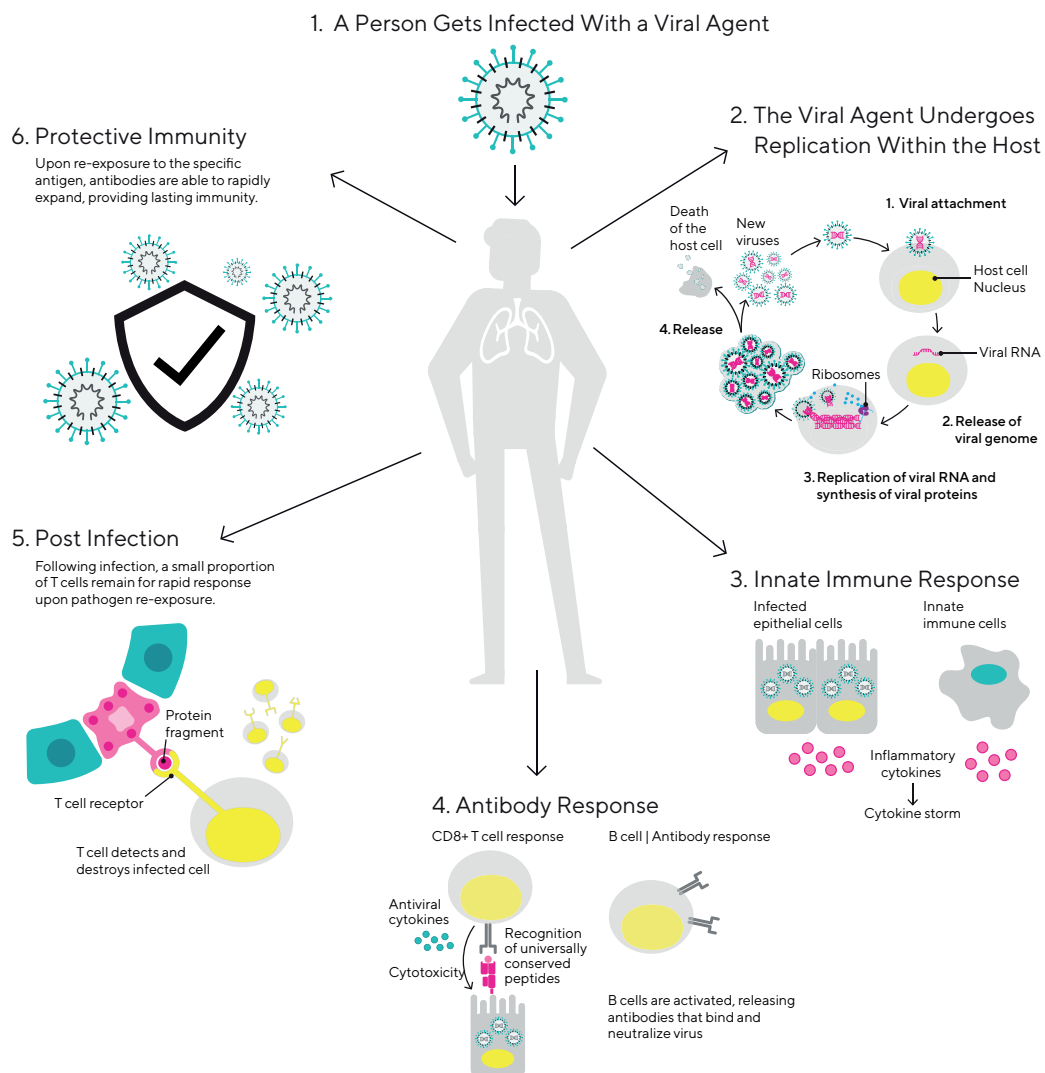 1. A Person Gets Infected With a Viral Agent
2. The Viral Agent Undergoes
Replication Within the Host
1. Viral attachment
Host cell
Nucleus
Viral RNA
2. Release of
viral genome
Ribosomes
3. Replication of viral RNA and
synthesis of viral proteins
4. Release
Death
of the
host cell
New
viruses
3. Innate Immune Response
Infected
epithelial cells
Innate
immune cells
Inflammatory
cytokines
Cytokine storm
4. Antibody Response
CD8+ T cell response
Antiviral
cytokines
Cytotoxicity
Recognition
of universally
conserved
peptides
B cell | Antibody response
B cells are activated, releasing
antibodies that bind and
neutralize virus
5. Post Infection
Following infection, a small proportion
of T cells remain for rapid response
upon pathogen re-exposure.
Protein
fragment
T cell receptor
T cell detects and
destroys infected cell
6. Protective Immunity
Upon re-exposure to the specific
antigen, antibodies are able to rapidly
expand, providing lasting immunity.